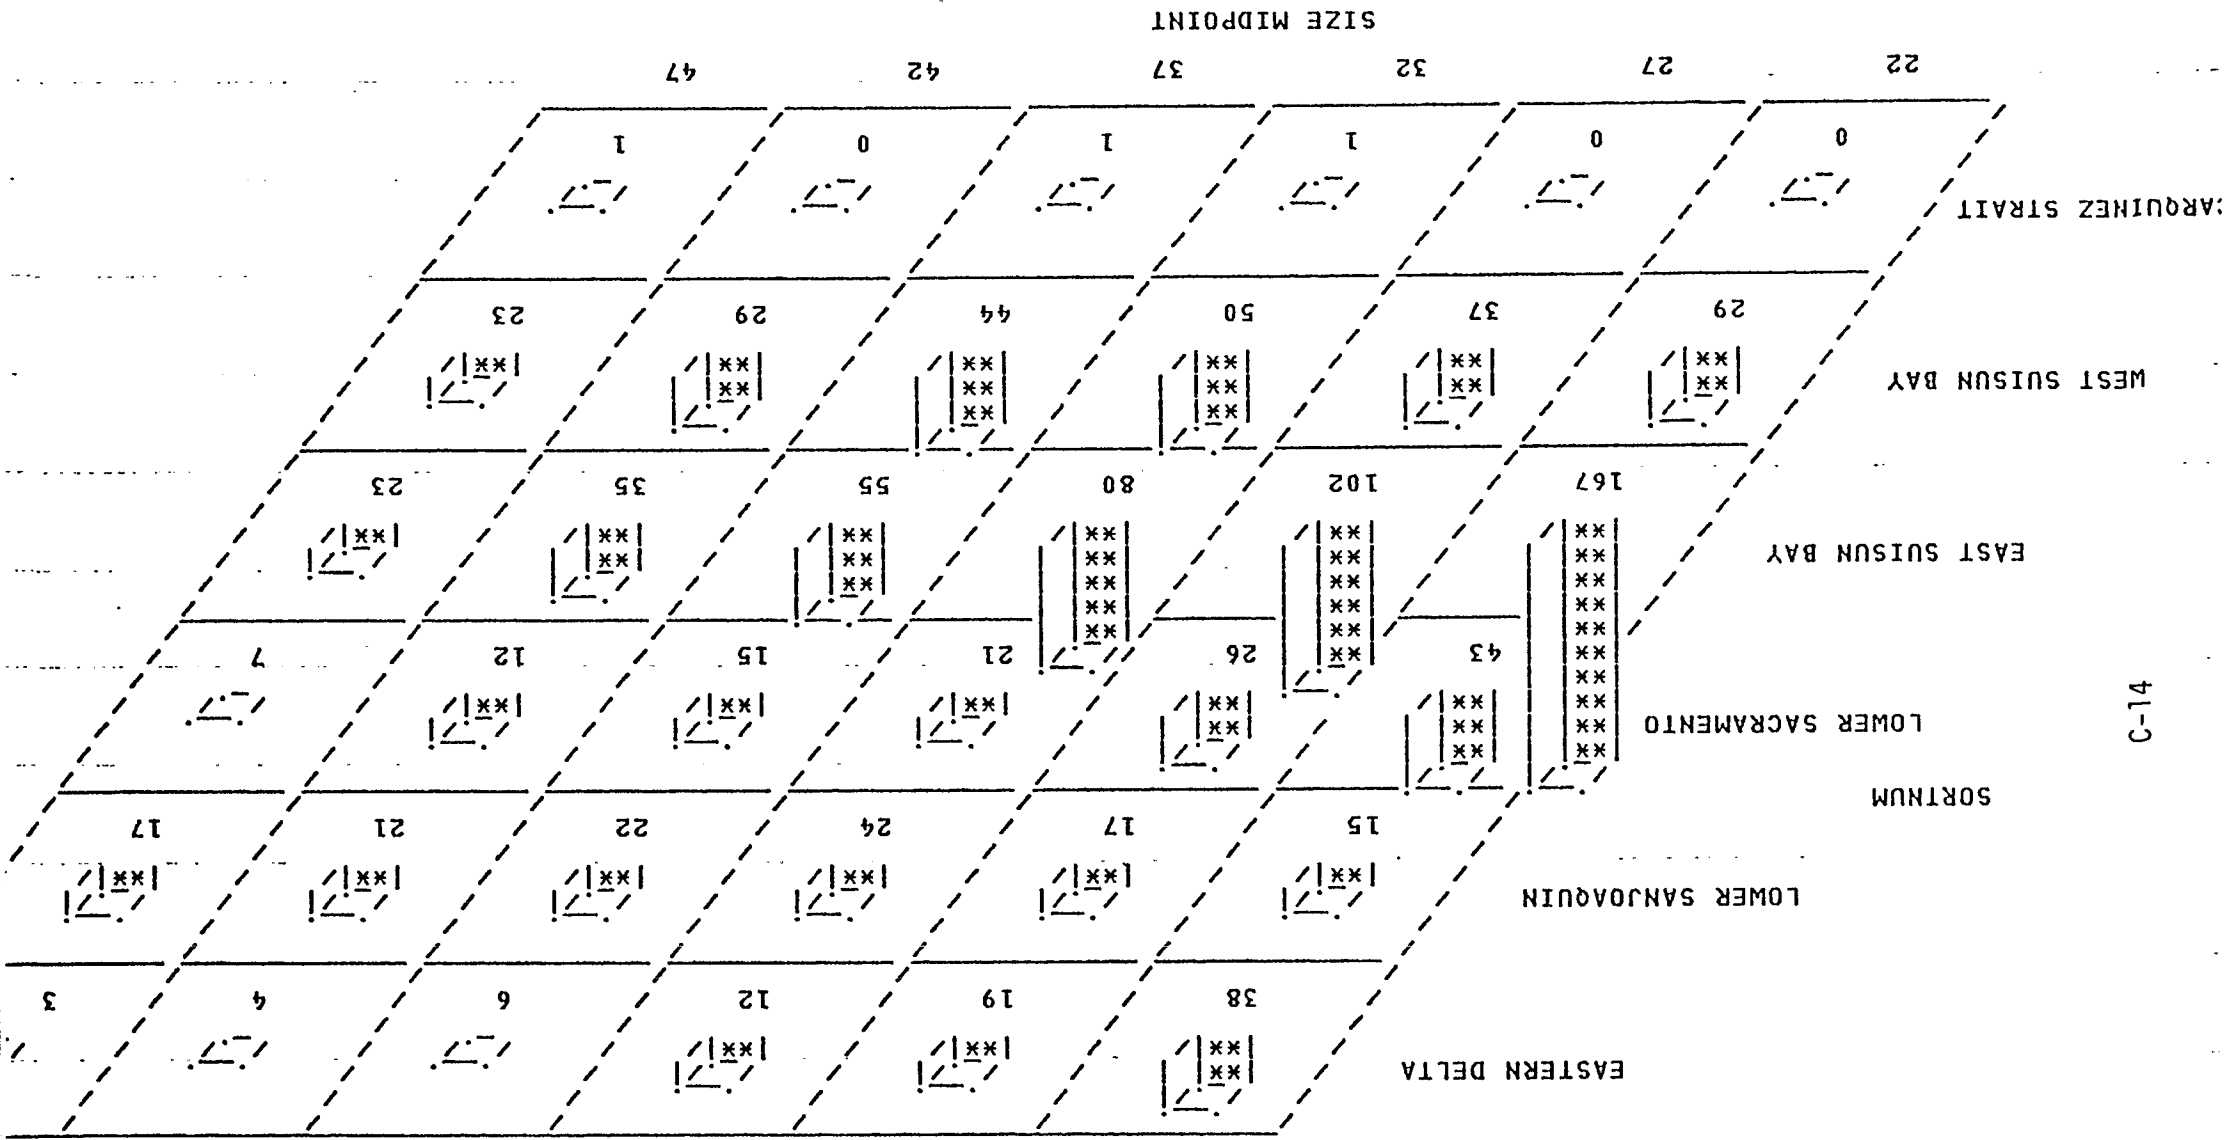 EASTERN DELTA
38 19 12 6 4 3
LOWER SANJOAQUIN
15 17 24 22 21 17
SORTNUM
LOWER SACRAMENTO
43 26 21 15 12 7
EAST SUISUN BAY
167 102 80 55 35 23
WEST SUISUN BAY
29 37 50 44 29 23
CARQUINEZ STRAIT
0 0 1 1 0 1
22 27 32 37 42 47
SIZE MIDPOINT
C-14